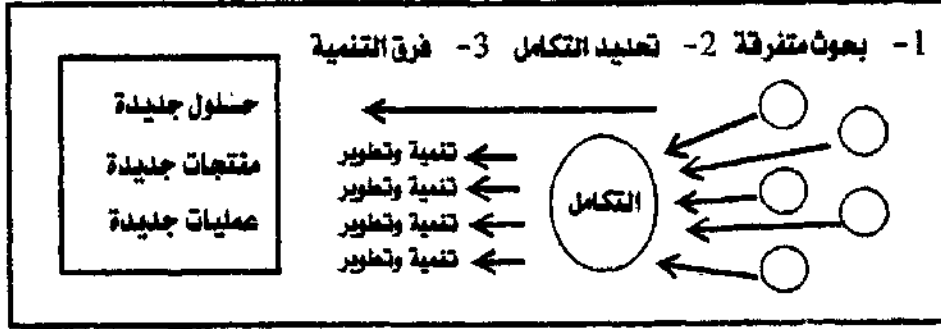 1- بحوث متفرقة 2- تحديد التكامل 3- فرق التنمية
حلول جديدة
منتجات جديدة
عمليات جديدة
تنمية وتطوير
تنمية وتطوير
تنمية وتطوير
تنمية وتطوير
التكامل